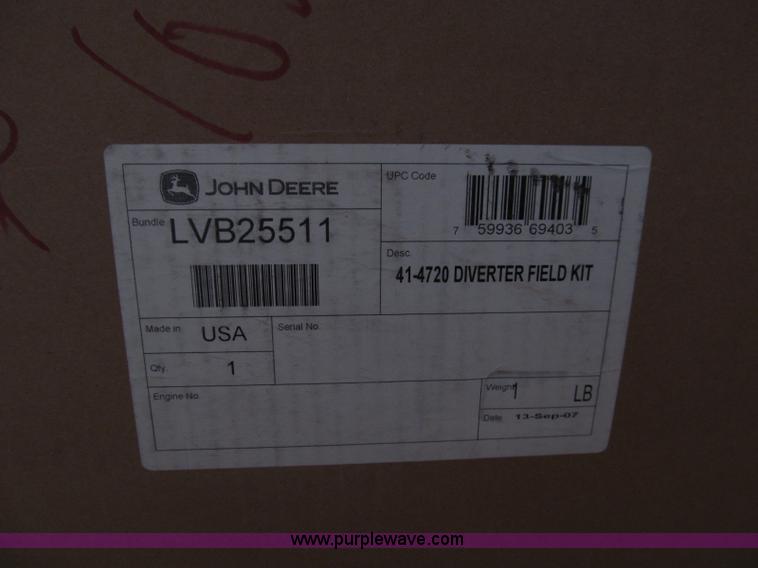 16
JOHN DEERE
UPC Code
7 59936 69403 5
Bundle LVB25511
Desc.
41-4720 DIVERTER FIELD KIT
Made in USA
Serial No.
Qty. 1
Engine No.
Weight 1 LB
Date 13-Sep-07
www.purplewave.com